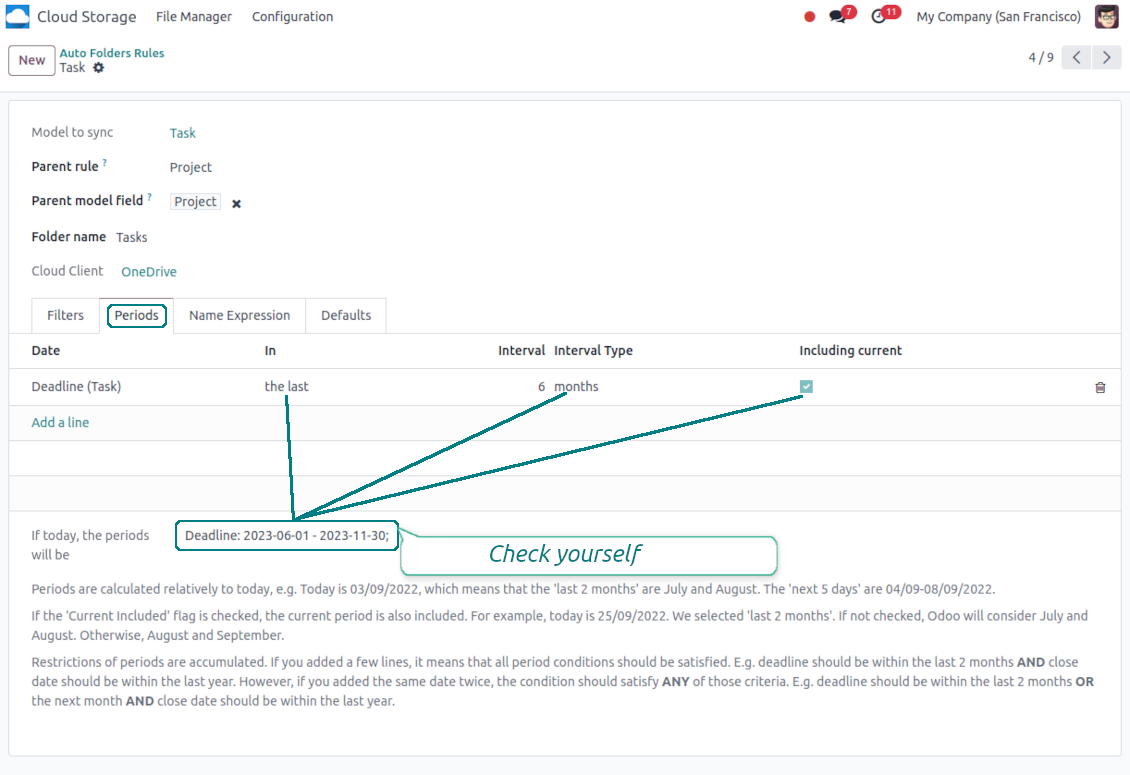 Cloud Storage File Manager Configuration 7 11 My Company (San Francisco)
New Auto Folders Rules
Task 4 / 9
Model to sync Task
Parent rule ? Project
Parent model field ? Project
Folder name Tasks
Cloud Client OneDrive
Filters Periods Name Expression Defaults
Date In Interval Interval Type Including current
Deadline (Task) the last 6 months
Add a line
If today, the periods
will be
Deadline: 2023-06-01 - 2023-11-30;
Check yourself
Periods are calculated relatively to today, e.g. Today is 03/09/2022, which means that the 'last 2 months' are July and August. The 'next 5 days' are 04/09-08/09/2022.
If the 'Current Included' flag is checked, the current period is also included. For example, today is 25/09/2022. We selected 'last 2 months'. If not checked, Odoo will consider July and
August. Otherwise, August and September.
Restrictions of periods are accumulated. If you added a few lines, it means that all period conditions should be satisfied. E.g. deadline should be within the last 2 months AND close
date should be within the last year. However, if you added the same date twice, the condition should satisfy ANY of those criteria. E.g. deadline should be within the last 2 months OR
the next month AND close date should be within the last year.